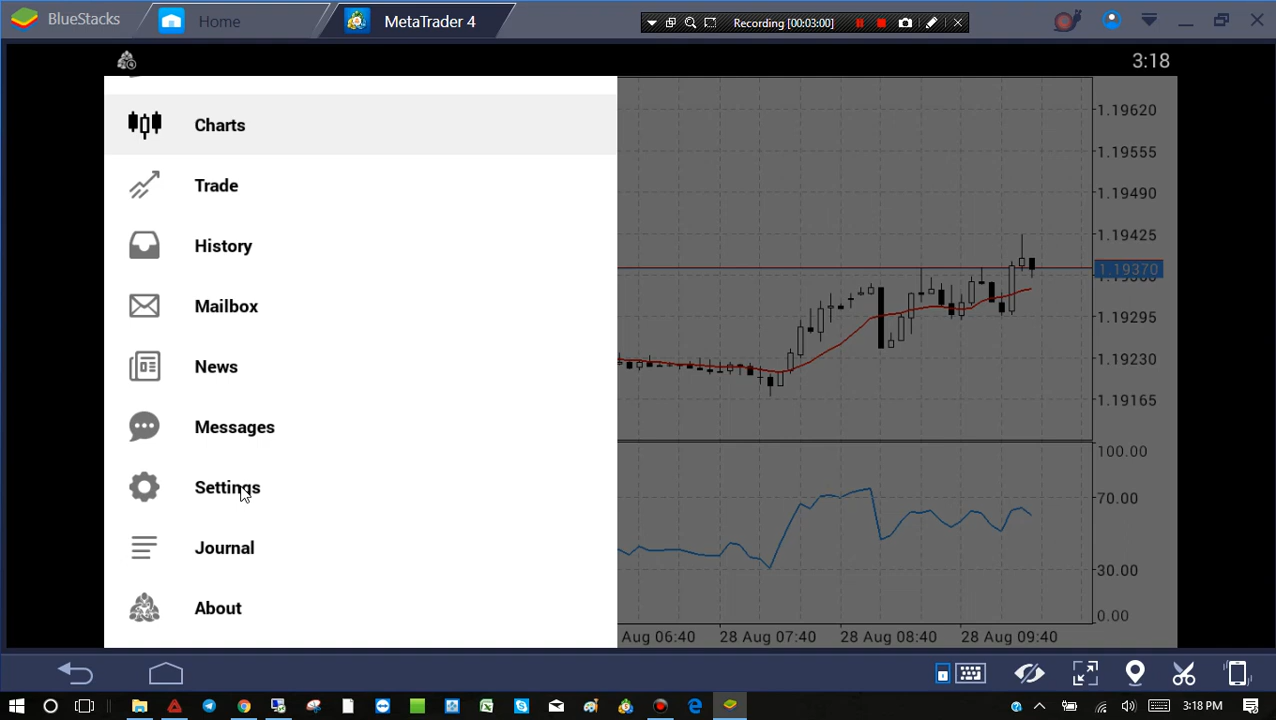 BlueStacks
Home
MetaTrader 4
Recording [00:03:00]
3:18
Charts
Trade
History
Mailbox
News
Messages
Settings
Journal
About
1.19620
1.19555
1.19490
1.19425
1.19370
1.19295
1.19230
1.19165
100.00
70.00
30.00
0.00
Aug 06:40
28 Aug 07:40
28 Aug 08:40
28 Aug 09:40
3:18 PM